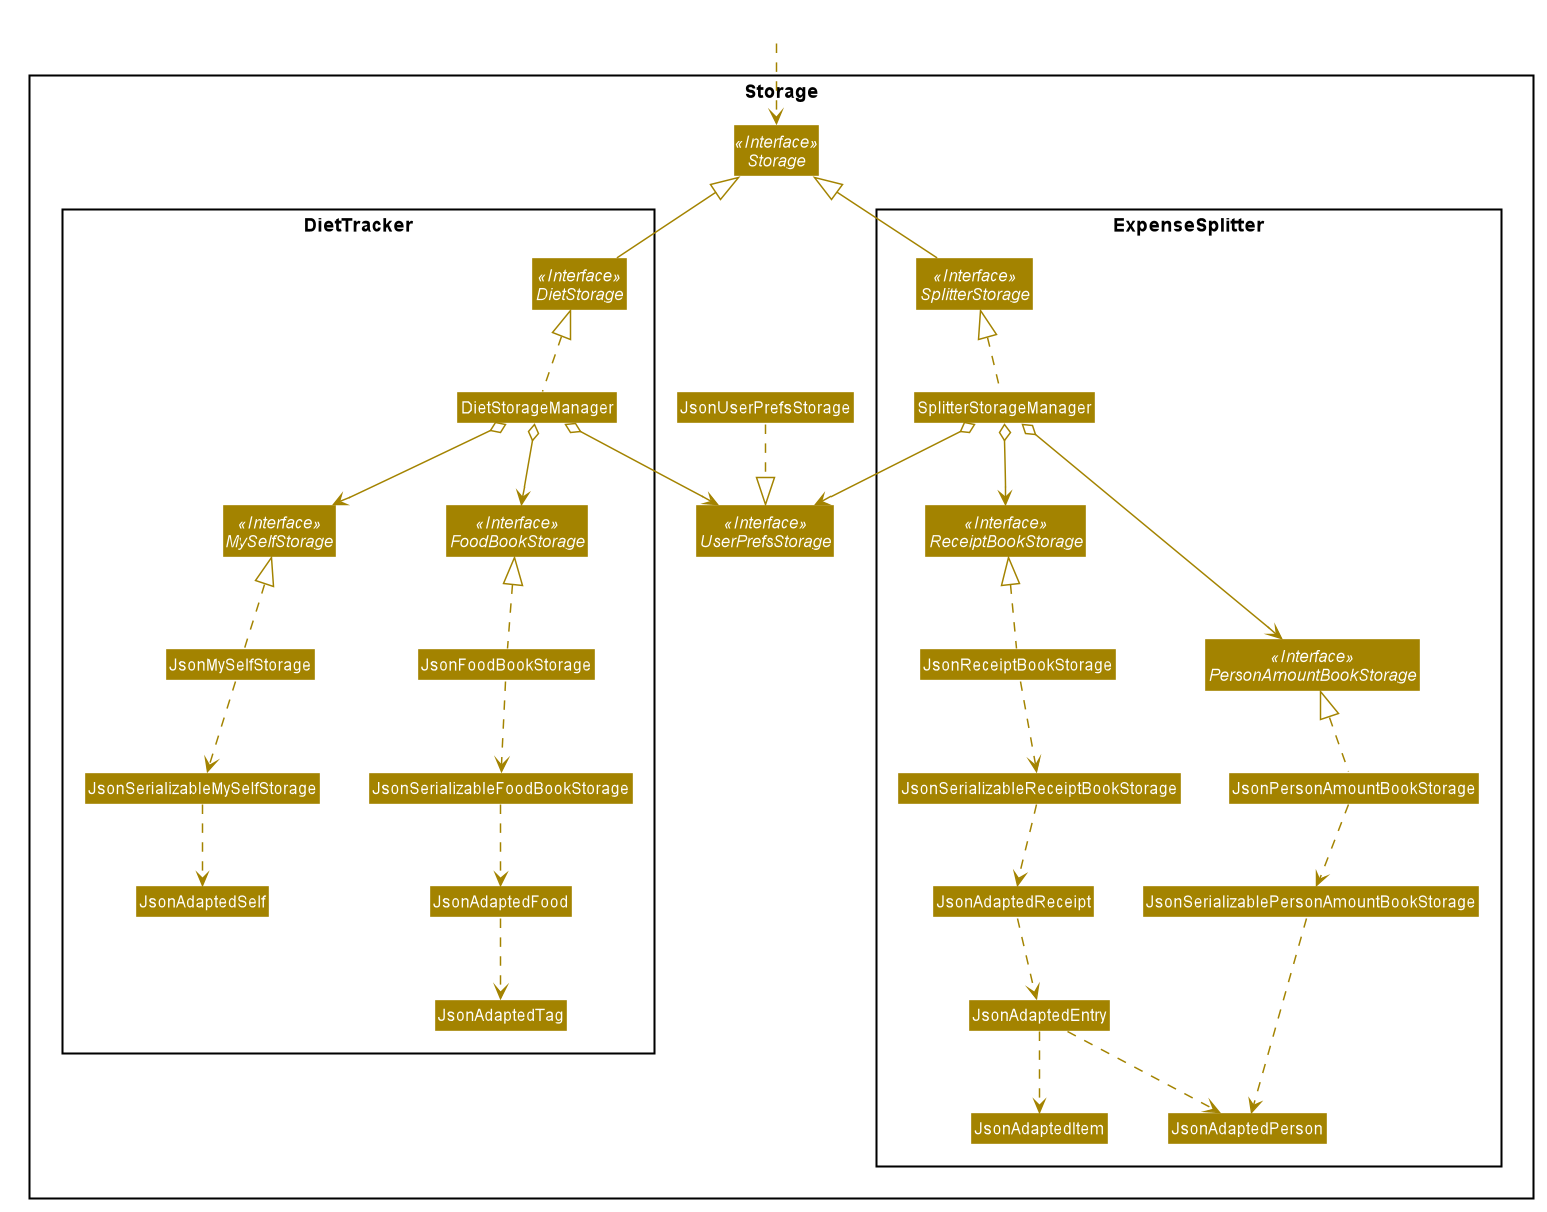 Storage
«Interface»
Storage
DietTracker
ExpenseSplitter
«Interface»
DietStorage
«Interface»
SplitterStorage
DietStorageManager
JsonUserPrefsStorage
SplitterStorageManager
«Interface»
MySelfStorage
«Interface»
FoodBookStorage
«Interface»
UserPrefsStorage
«Interface»
ReceiptBookStorage
JsonMySelfStorage
JsonFoodBookStorage
JsonReceiptBookStorage
«Interface»
PersonAmountBookStorage
JsonSerializableMySelfStorage
JsonSerializableFoodBookStorage
JsonSerializableReceiptBookStorage
JsonPersonAmountBookStorage
JsonAdaptedSelf
JsonAdaptedFood
JsonAdaptedReceipt
JsonSerializablePersonAmountBookStorage
JsonAdaptedTag
JsonAdaptedEntry
JsonAdaptedItem
JsonAdaptedPerson